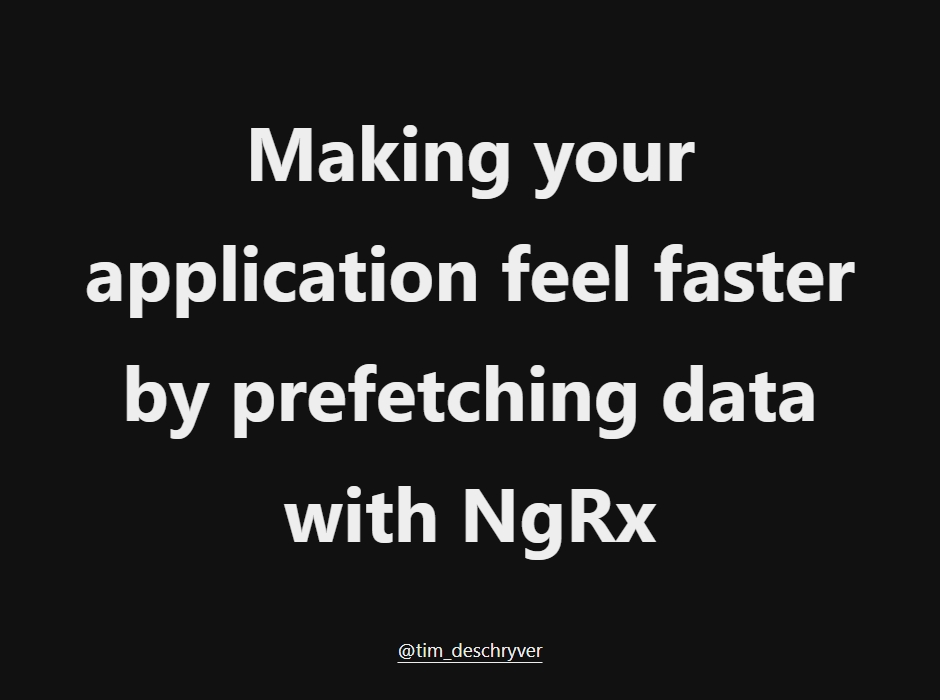 Making your
application feel faster
by prefetching data
with NgRx
@tim_deschryver